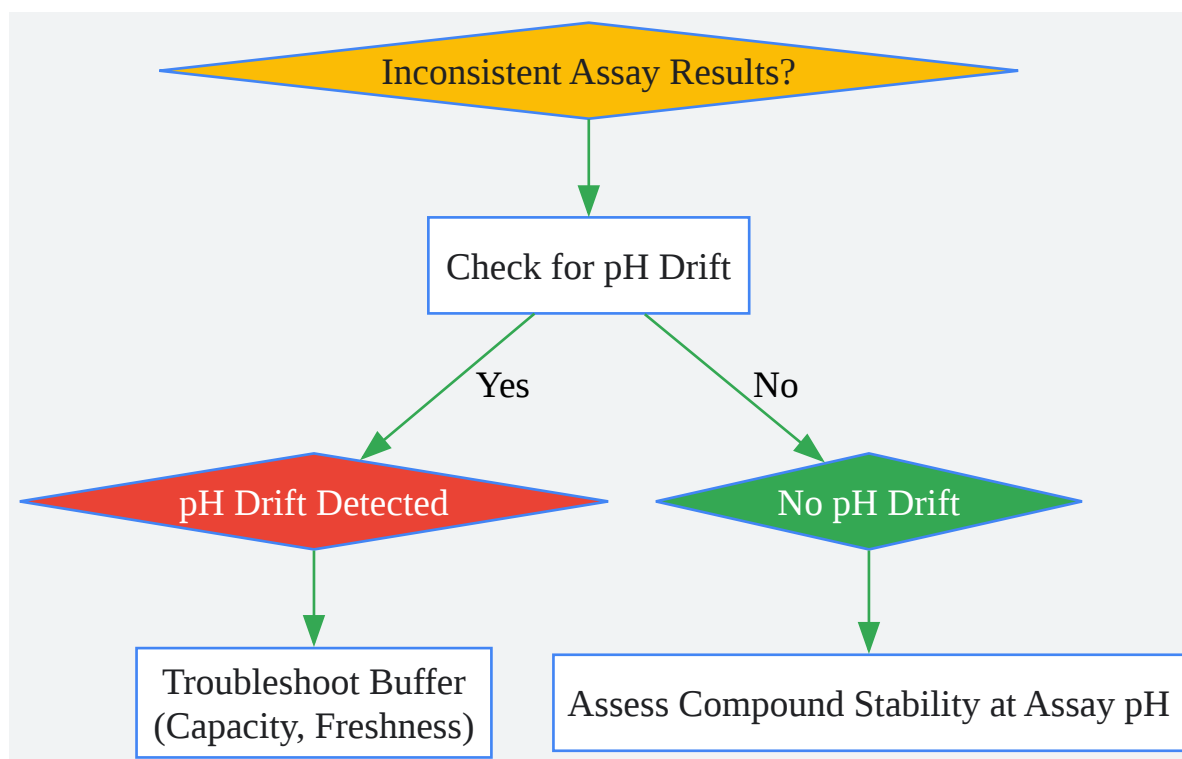 Inconsistent Assay Results?
Check for pH Drift
Yes
No
pH Drift Detected
No pH Drift
Troubleshoot Buffer
(Capacity, Freshness)
Assess Compound Stability at Assay pH